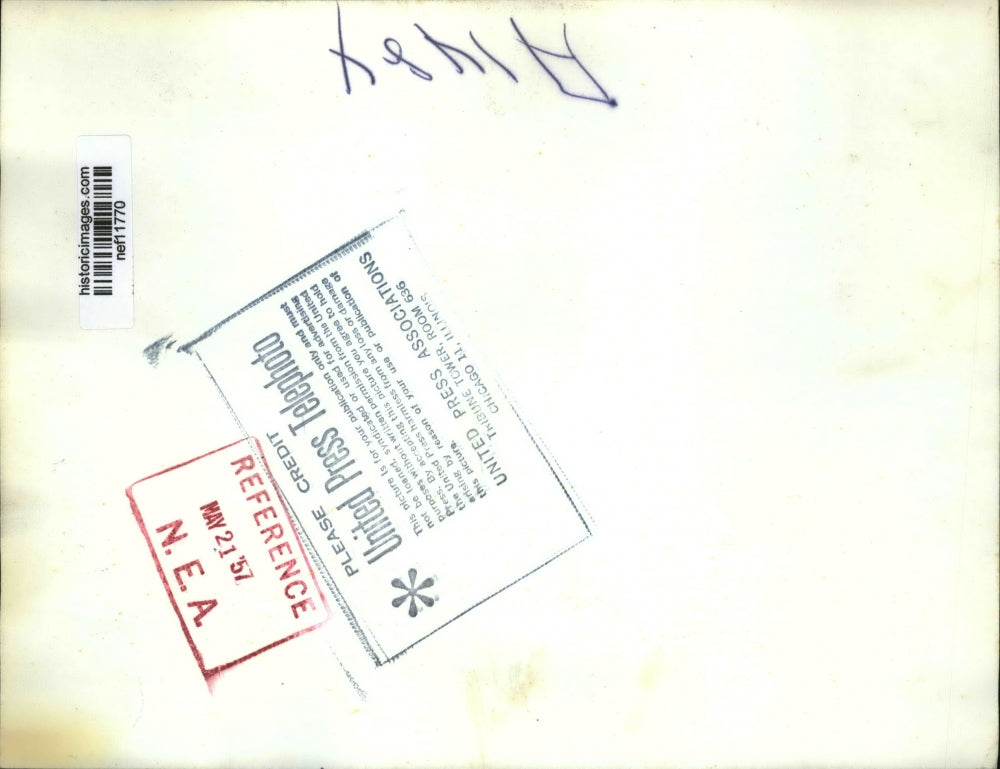 historicimages.com
nef11770
PLEASE CREDIT
United Press Telephoto
This picture is for your publication only and must
not be loaned, syndicated or used for advertising
purposes without written permission from the United
Press. By accepting this picture you agree to hold
the United Press harmless from any loss or damage
arising by reason of your use or publication of
this picture.
UNITED PRESS ASSOCIATIONS
TRIBUNE TOWER, ROOM 636
CHICAGO 11, ILLINOIS
REFERENCE
MAY 21 '57
N. E. A